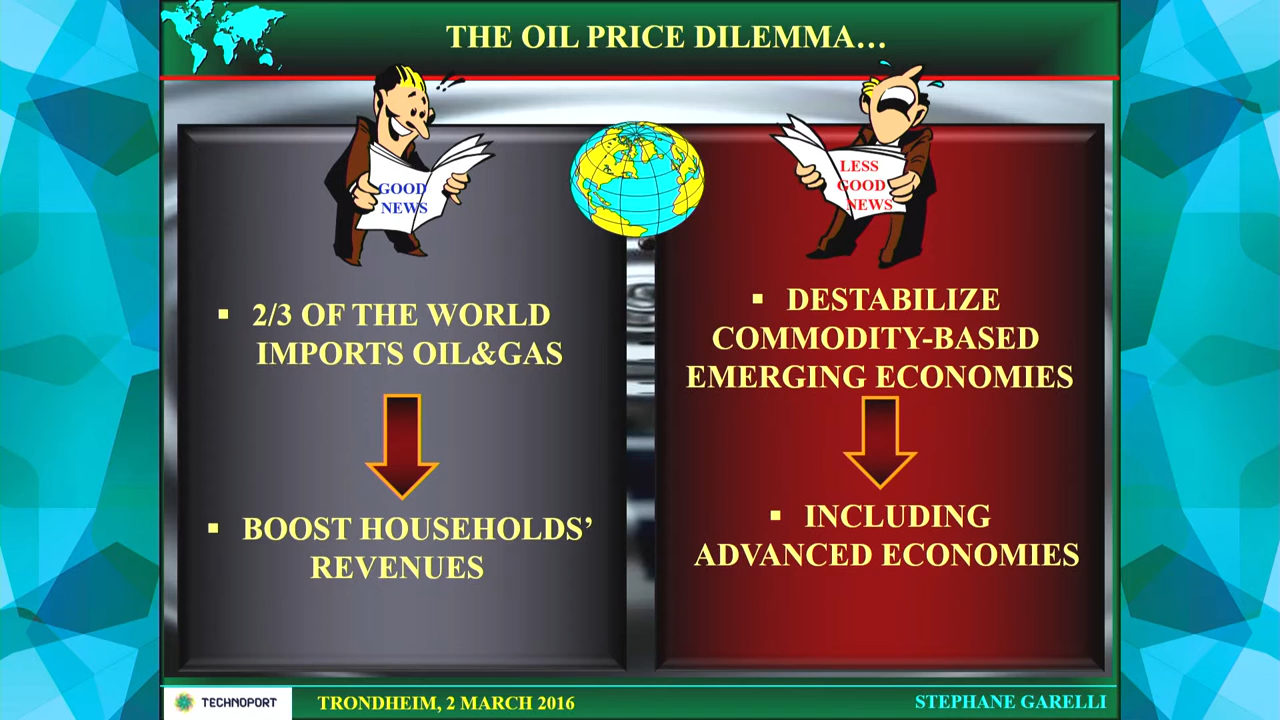 THE OIL PRICE DILEMMA…
GOOD
NEWS
LESS
GOOD
NEWS
▪ 2/3 OF THE WORLD
IMPORTS OIL&GAS
▪ BOOST HOUSEHOLDS’
REVENUES
▪ DESTABILIZE
COMMODITY-BASED
EMERGING ECONOMIES
▪ INCLUDING
ADVANCED ECONOMIES
TECHNOPORT
TRONDHEIM, 2 MARCH 2016
STEPHANE GARELLI